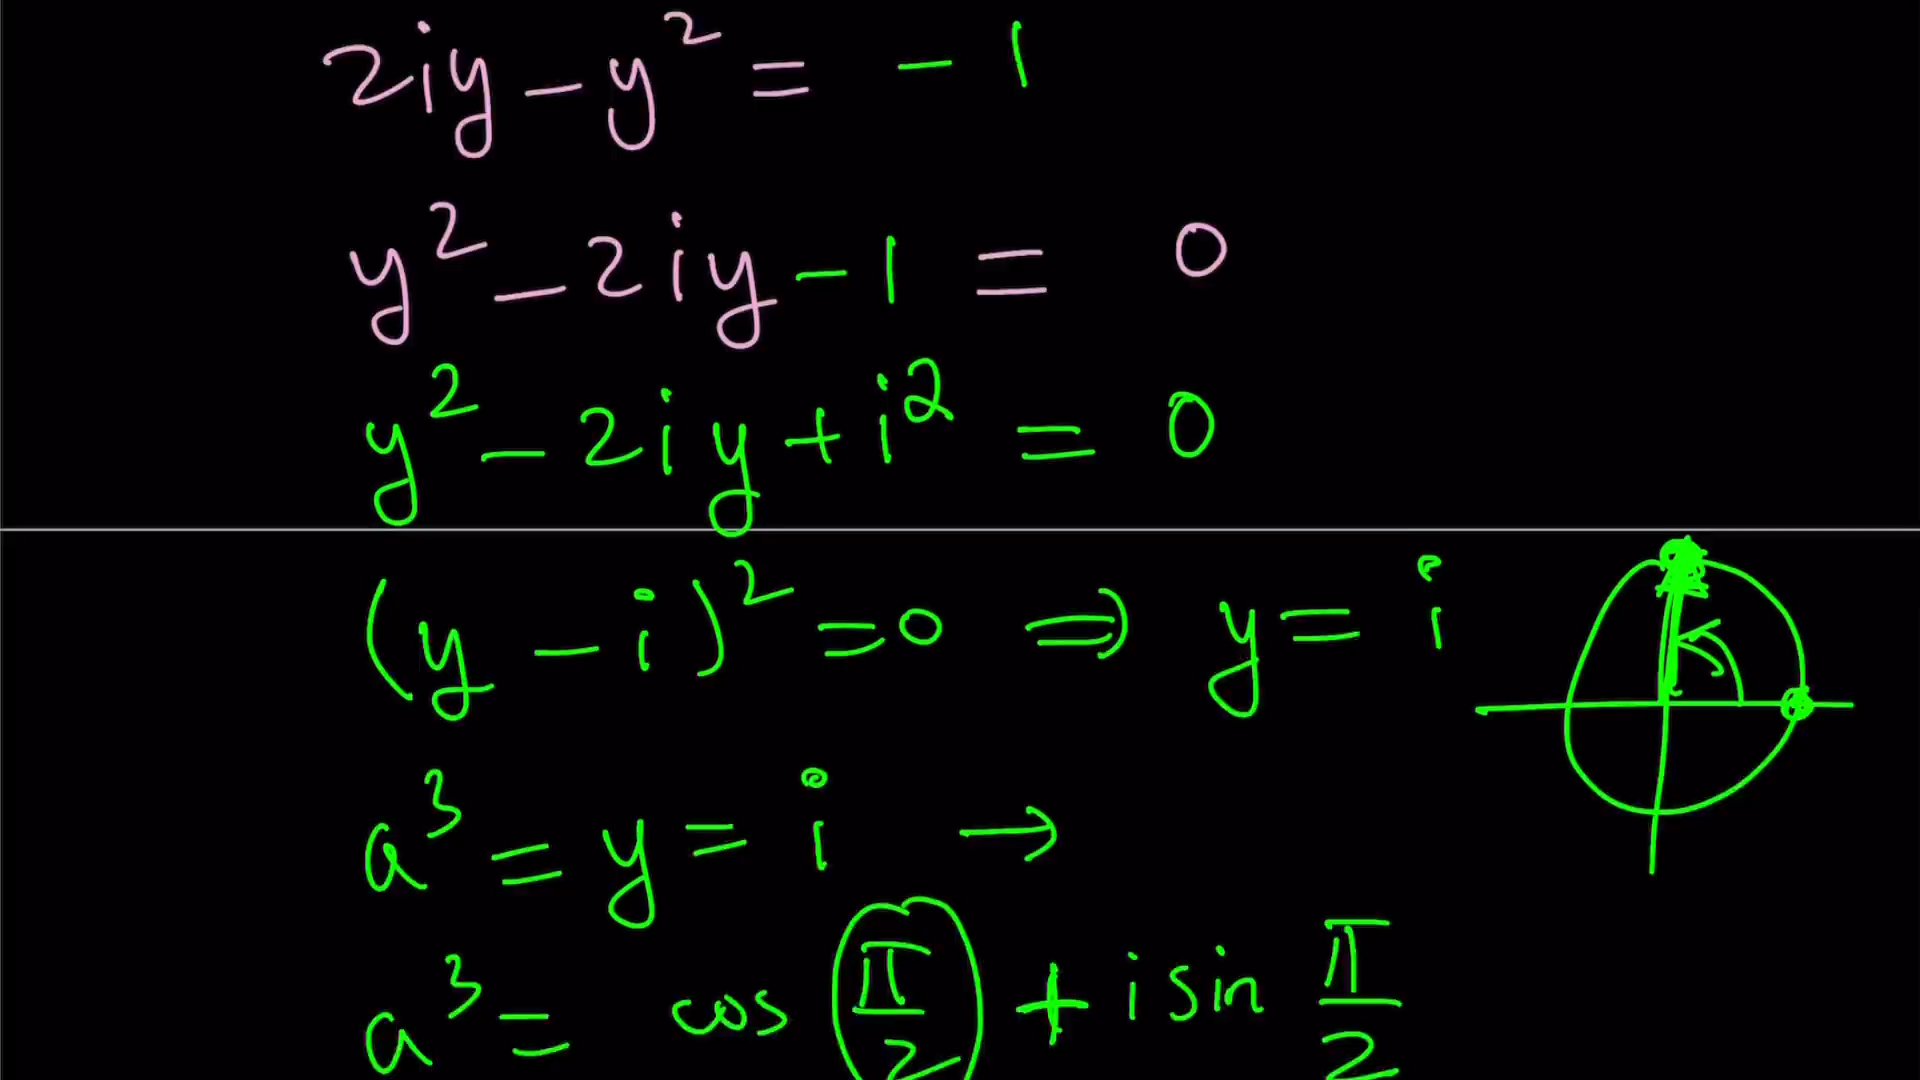 2iy - y² = - 1
y² - 2iy - 1 = 0
y² - 2iy + i² = 0
(y - i)² = 0 ⇒ y = i
a³ = y = i →
a³ = cos π/2 + i sin π/2